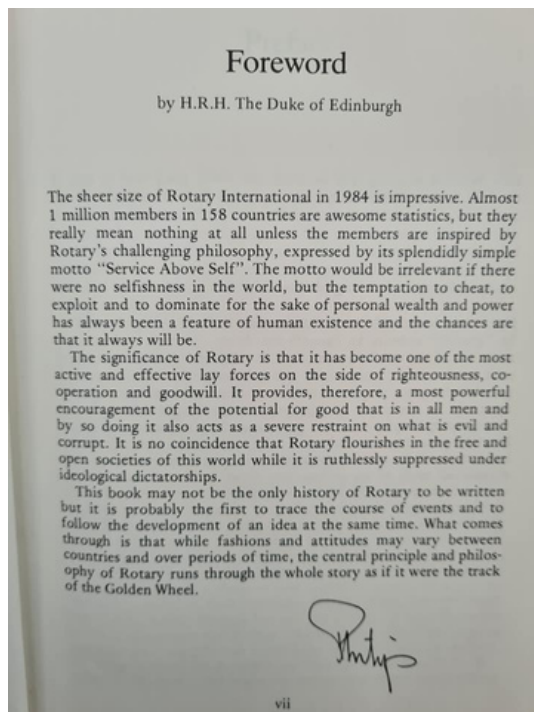 Foreword
by H.R.H. The Duke of Edinburgh
The sheer size of Rotary International in 1984 is impressive. Almost
1 million members in 158 countries are awesome statistics, but they
really mean nothing at all unless the members are inspired by
Rotary's challenging philosophy, expressed by its splendidly simple
motto "Service Above Self". The motto would be irrelevant if there
were no selfishness in the world, but the temptation to cheat, to
exploit and to dominate for the sake of personal wealth and power
has always been a feature of human existence and the chances are
that it always will be.
The significance of Rotary is that it has become one of the most
active and effective lay forces on the side of righteousness, co-
operation and goodwill. It provides, therefore, a most powerful
encouragement of the potential for good that is in all men and
by so doing it also acts as a severe restraint on what is evil and
corrupt. It is no coincidence that Rotary flourishes in the free and
open societies of this world while it is ruthlessly suppressed under
ideological dictatorships.
This book may not be the only history of Rotary to be written
but it is probably the first to trace the course of events and to
follow the development of an idea at the same time. What comes
through is that while fashions and attitudes may vary between
countries and over periods of time, the central principle and philos-
ophy of Rotary runs through the whole story as if it were the track
of the Golden Wheel.
Philip
vii